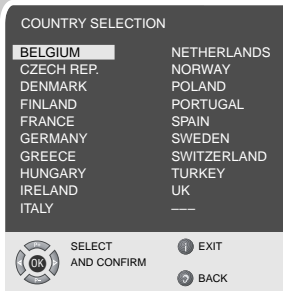 COUNTRY SELECTION
BELGIUM
CZECH REP.
DENMARK
FINLAND
FRANCE
GERMANY
GREECE
HUNGARY
IRELAND
ITALY
NETHERLANDS
NORWAY
POLAND
PORTUGAL
SPAIN
SWEDEN
SWITZERLAND
TURKEY
UK
–––
OK
SELECT
AND CONFIRM
i EXIT
BACK